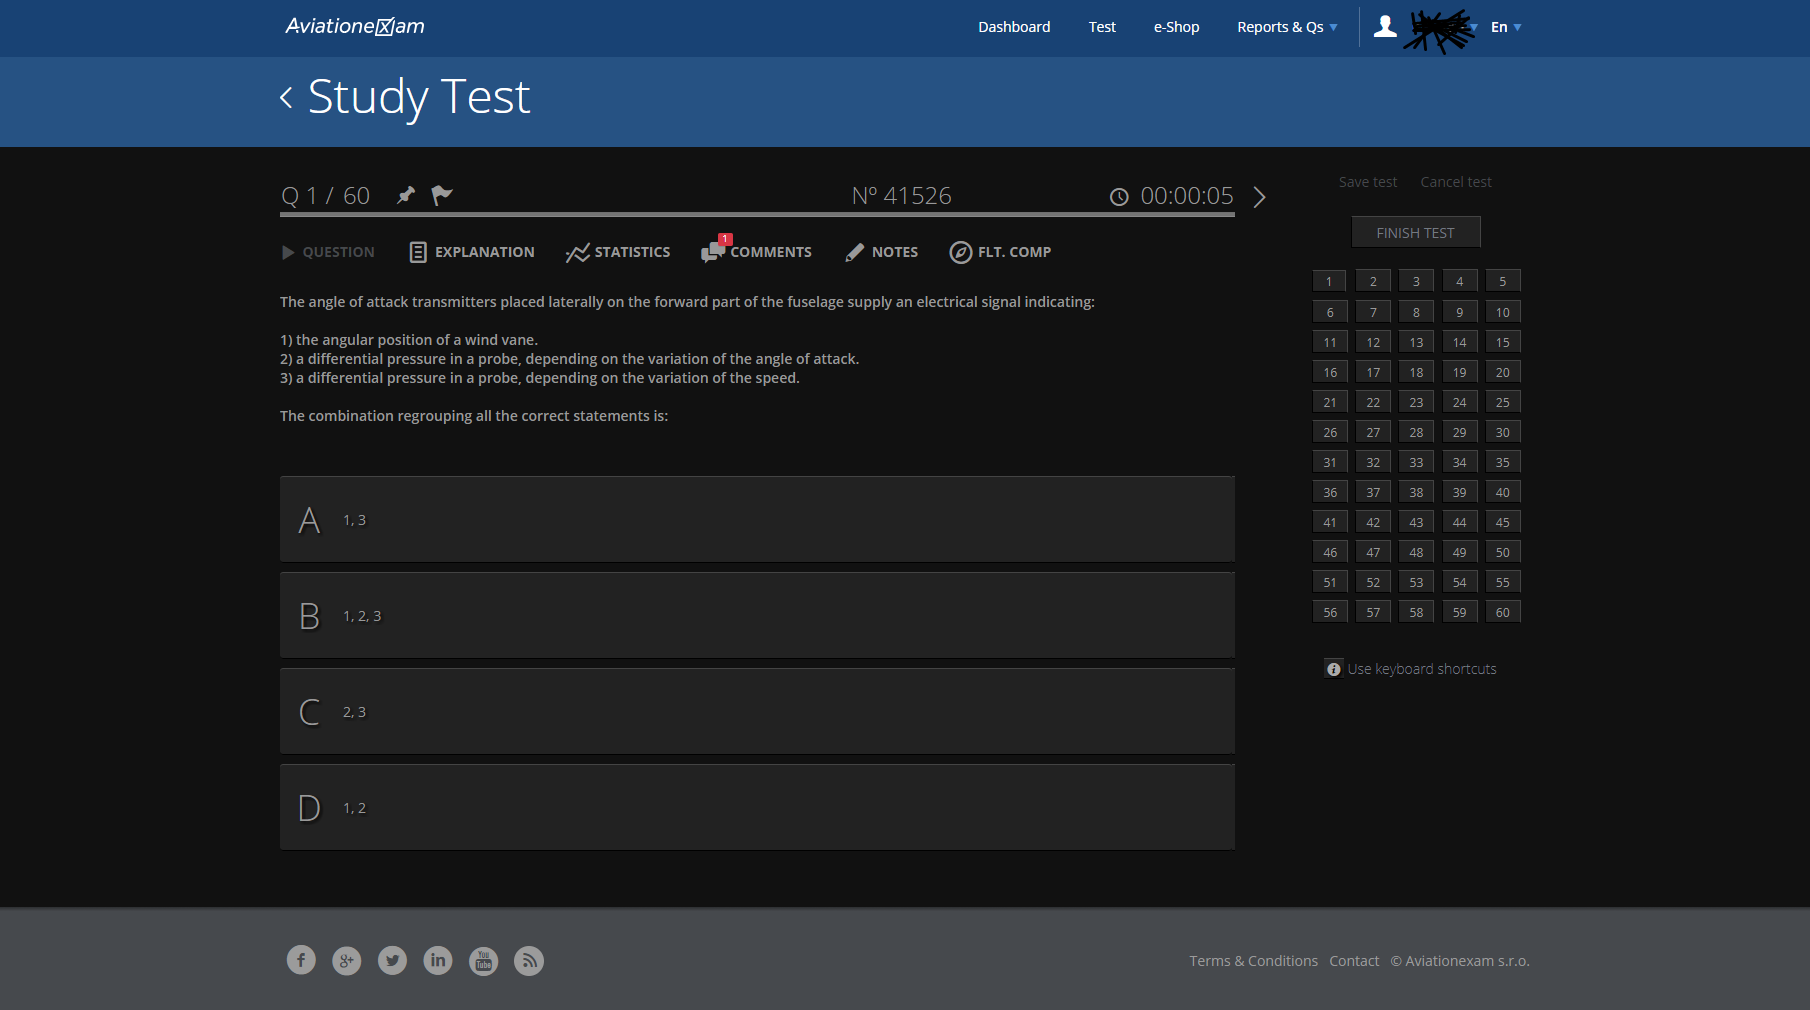 Aviationexam
Dashboard Test e-Shop Reports & Qs En
Study Test
Q 1 / 60 Nº 41526 00:00:05
Save test Cancel test
FINISH TEST
QUESTION EXPLANATION STATISTICS 1 COMMENTS NOTES FLT. COMP
The angle of attack transmitters placed laterally on the forward part of the fuselage supply an electrical signal indicating:
1) the angular position of a wind vane.
2) a differential pressure in a probe, depending on the variation of the angle of attack.
3) a differential pressure in a probe, depending on the variation of the speed.
The combination regrouping all the correct statements is:
A 1, 3
B 1, 2, 3
C 2, 3
D 1, 2
1 2 3 4 5
6 7 8 9 10
11 12 13 14 15
16 17 18 19 20
21 22 23 24 25
26 27 28 29 30
31 32 33 34 35
36 37 38 39 40
41 42 43 44 45
46 47 48 49 50
51 52 53 54 55
56 57 58 59 60
i Use keyboard shortcuts
f g+ in You Tube
Terms & Conditions Contact © Aviationexam s.r.o.